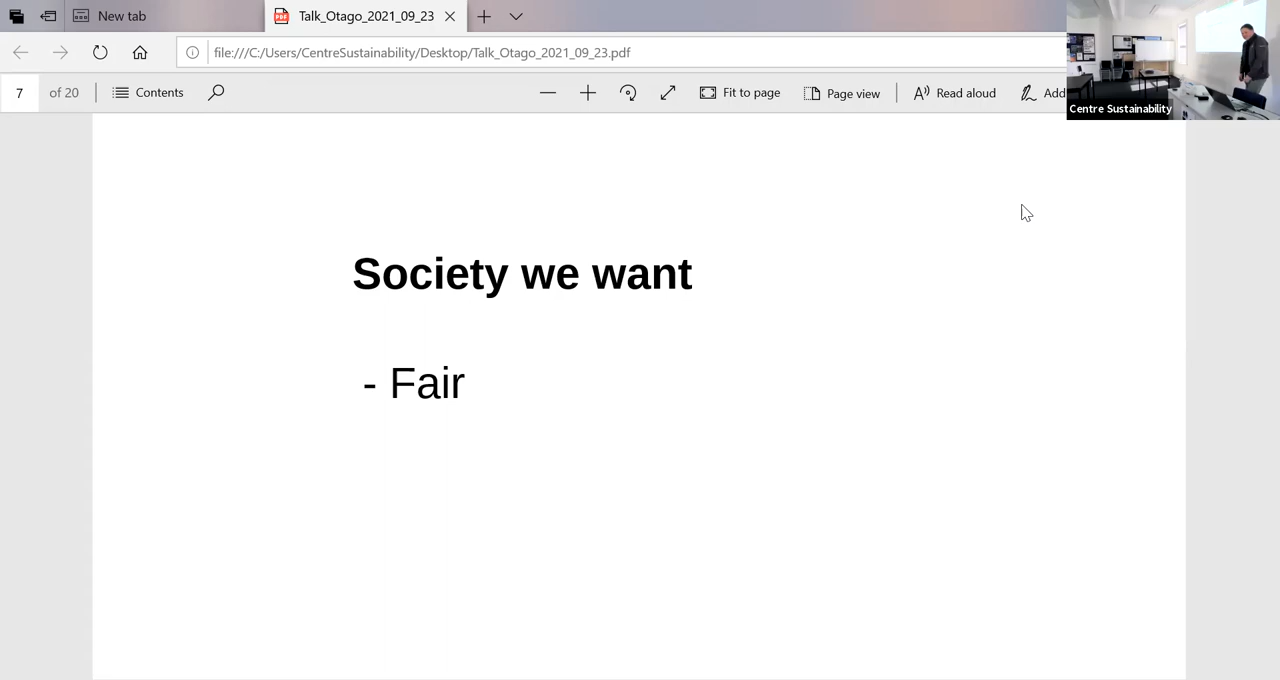 New tab
Talk_Otago_2021_09_23
file:///C:/Users/CentreSustainability/Desktop/Talk_Otago_2021_09_23.pdf
7 of 20
Contents
Fit to page
Page view
Read aloud
Add
Centre Sustainability
Society we want
- Fair